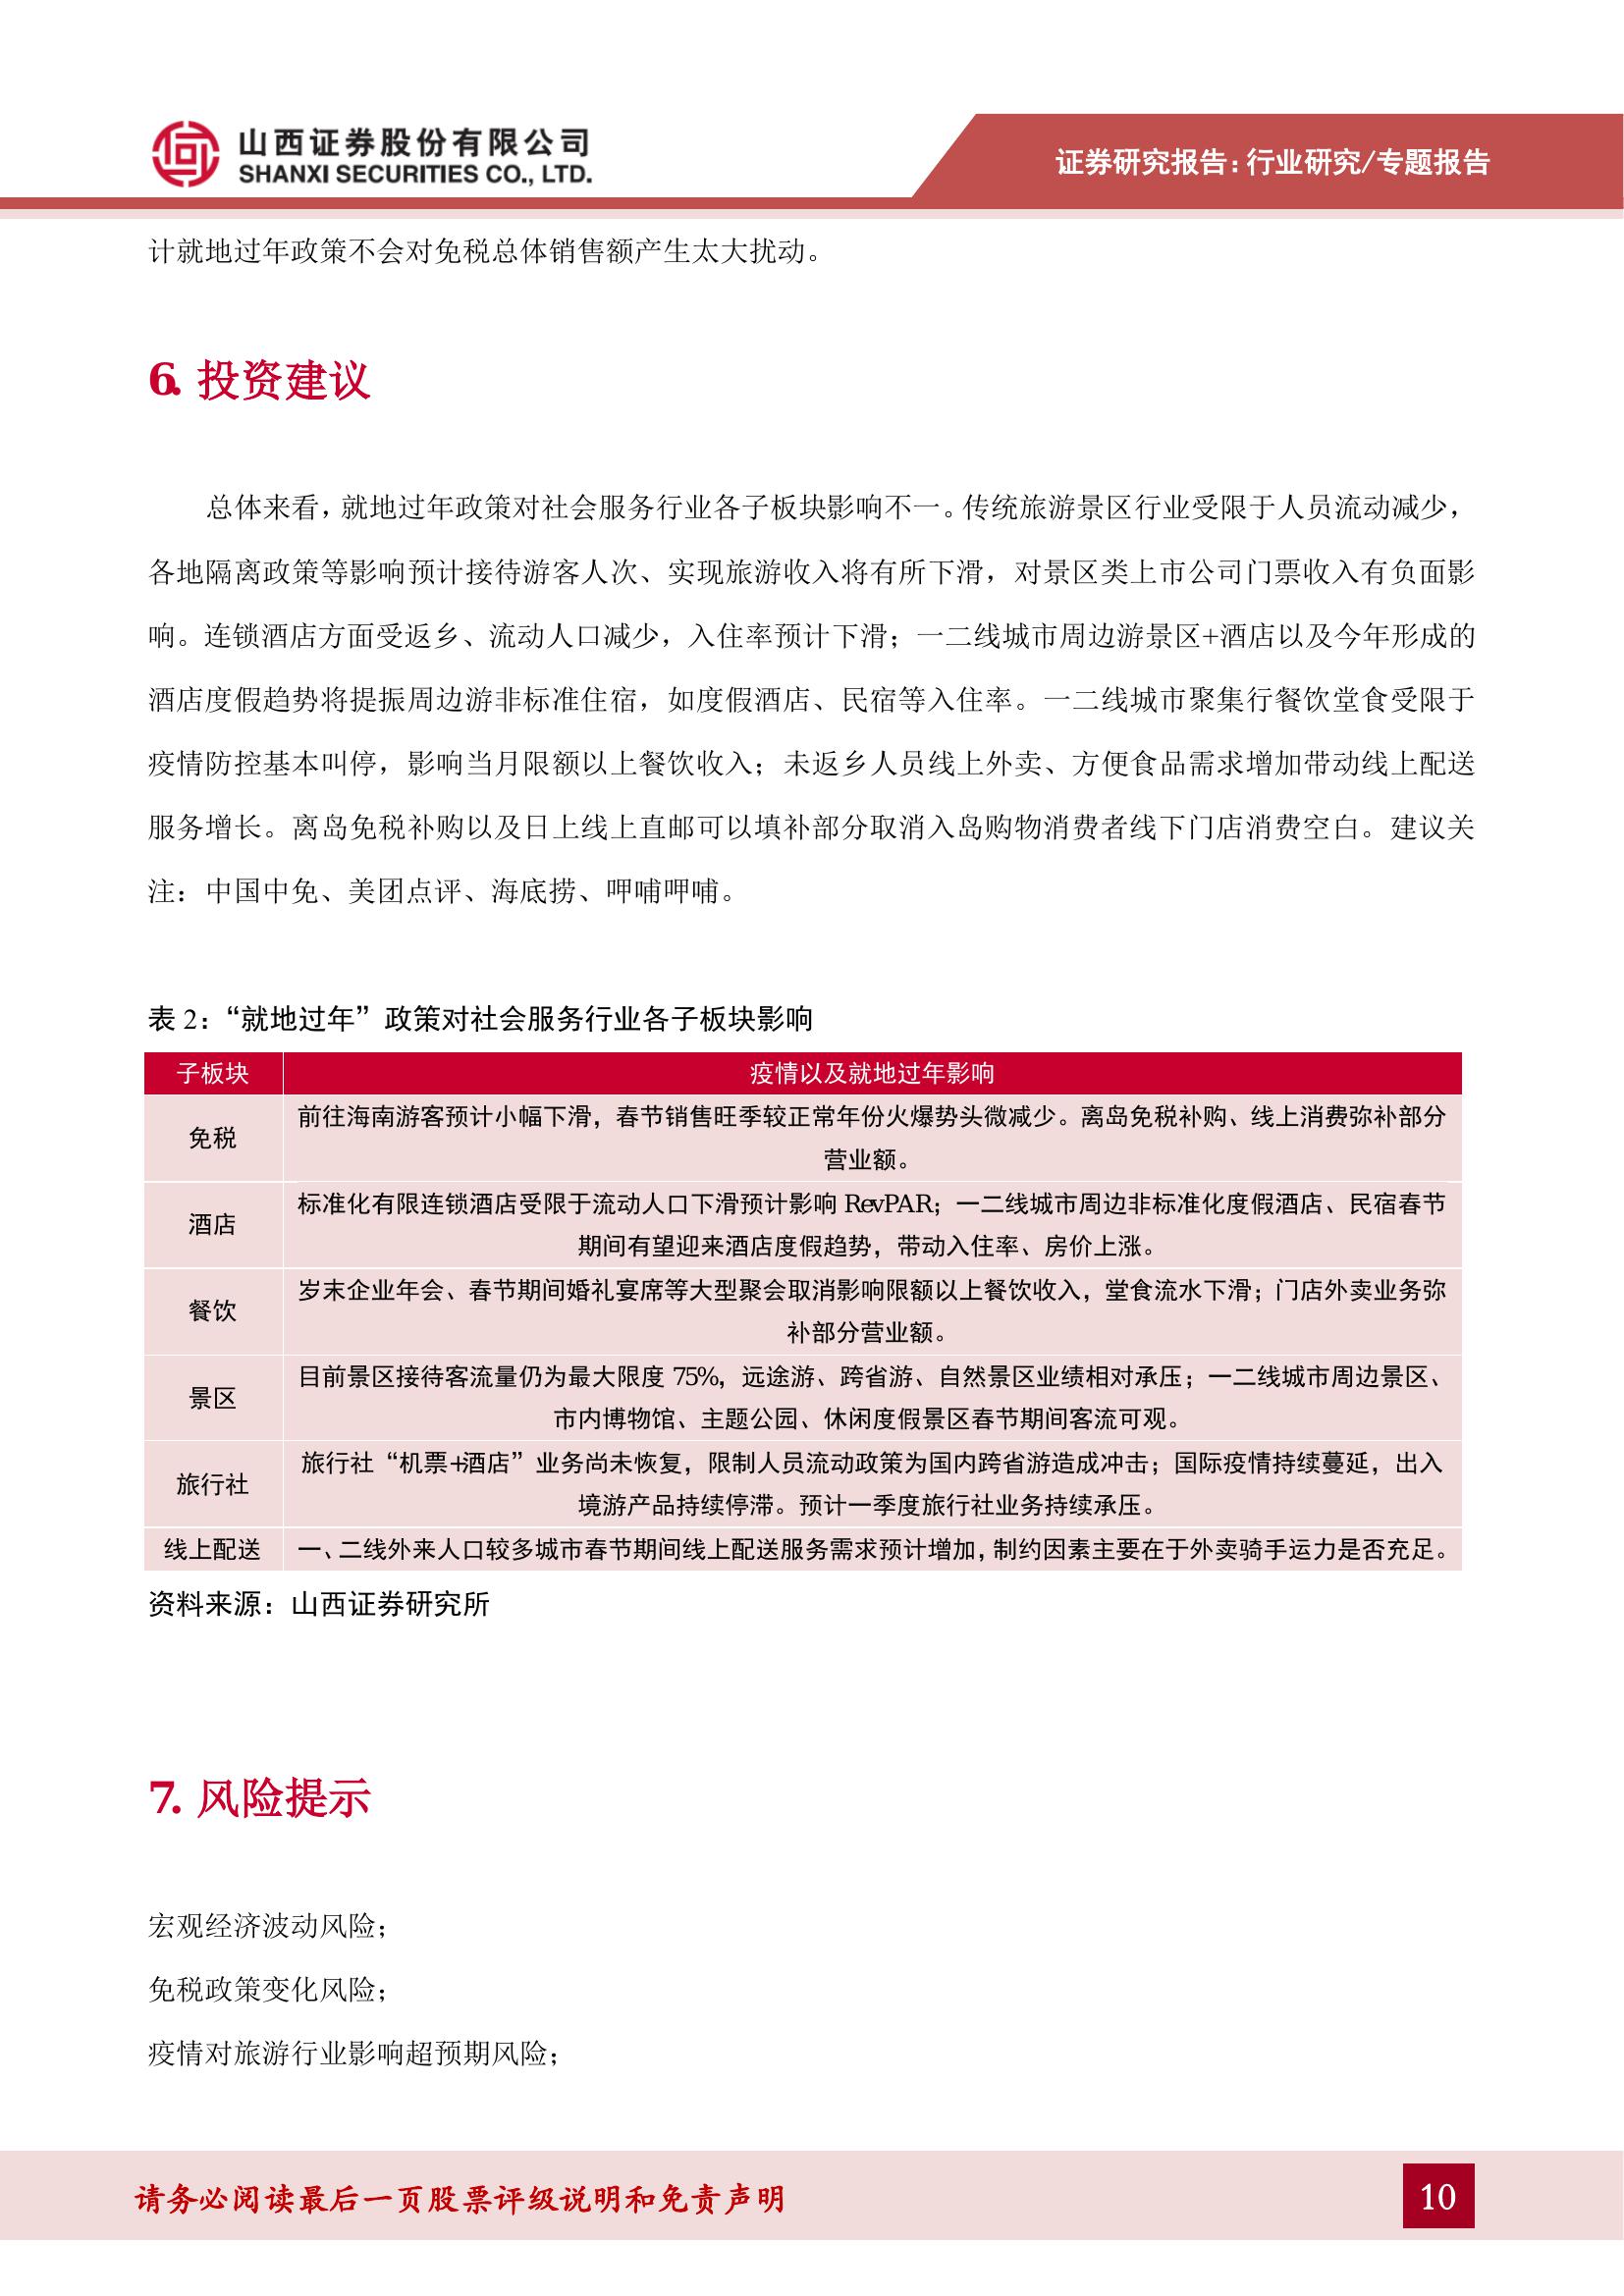 山西证券股份有限公司
SHANXI SECURITIES CO., LTD.
证券研究报告：行业研究/专题报告
计就地过年政策不会对免税总体销售额产生太大扰动。
6. 投资建议
总体来看，就地过年政策对社会服务行业各子板块影响不一。传统旅游景区行业受限于人员流动减少，
各地隔离政策等影响预计接待游客人次、实现旅游收入将有所下滑，对景区类上市公司门票收入有负面影
响。连锁酒店方面受返乡、流动人口减少，入住率预计下滑；一二线城市周边游景区+酒店以及今年形成的
酒店度假趋势将提振周边游非标准住宿，如度假酒店、民宿等入住率。一二线城市聚集行餐饮堂食受限于
疫情防控基本叫停，影响当月限额以上餐饮收入；未返乡人员线上外卖、方便食品需求增加带动线上配送
服务增长。离岛免税补购以及日上线上直邮可以填补部分取消入岛购物消费者线下门店消费空白。建议关
注：中国中免、美团点评、海底捞、呷哺呷哺。
表 2：“就地过年”政策对社会服务行业各子板块影响
子板块 疫情以及就地过年影响
免税 前往海南游客预计小幅下滑，春节销售旺季较正常年份火爆势头微减少。离岛免税补购、线上消费弥补部分
营业额。
酒店 标准化有限连锁酒店受限于流动人口下滑预计影响 RevPAR；一二线城市周边非标准化度假酒店、民宿春节
期间有望迎来酒店度假趋势，带动入住率、房价上涨。
餐饮 岁末企业年会、春节期间婚礼宴席等大型聚会取消影响限额以上餐饮收入，堂食流水下滑；门店外卖业务弥
补部分营业额。
景区 目前景区接待客流量仍为最大限度 75%，远途游、跨省游、自然景区业绩相对承压；一二线城市周边景区、
市内博物馆、主题公园、休闲度假景区春节期间客流可观。
旅行社 旅行社“机票+酒店”业务尚未恢复，限制人员流动政策为国内跨省游造成冲击；国际疫情持续蔓延，出入
境游产品持续停滞。预计一季度旅行社业务持续承压。
线上配送 一、二线外来人口较多城市春节期间线上配送服务需求预计增加，制约因素主要在于外卖骑手运力是否充足。
资料来源：山西证券研究所
7. 风险提示
宏观经济波动风险；
免税政策变化风险；
疫情对旅游行业影响超预期风险；
请务必阅读最后一页股票评级说明和免责声明
10